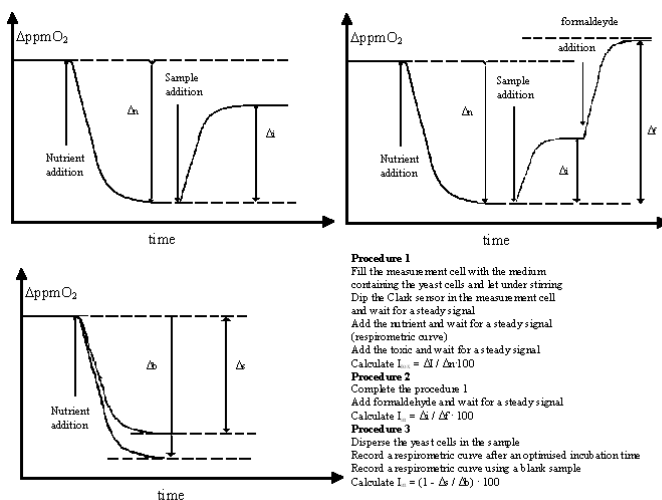 ΔppmO2
Δn
Sample
addition
Δi
Nutrient
addition
time
formaldeyde
ΔppmO2
addition
Sample
addition
Δn
Δf
Nutrient
addition
Δi
time
ΔppmO2
Δb
Δs
Nutrient
addition
time
Procedure 1
Fill the measurement cell with the medium
containing the yeast cells and let under stirring
Dip the Clark sensor in the measurement cell
and wait for a steady signal
Add the nutrient and wait for a steady signal
(respirometric curve)
Add the toxic and wait for a steady signal
Calculate I = ΔI / Δn·100
Procedure 2
Complete the procedure 1
Add formaldehyde and wait for a steady signal
Calculate I = Δi / Δf · 100
Procedure 3
Disperse the yeast cells in the sample
Record a respirometric curve after an optimised incubation time
Record a respirometric curve using a blank sample
Calculate I = (1 - Δs / Δb) · 100